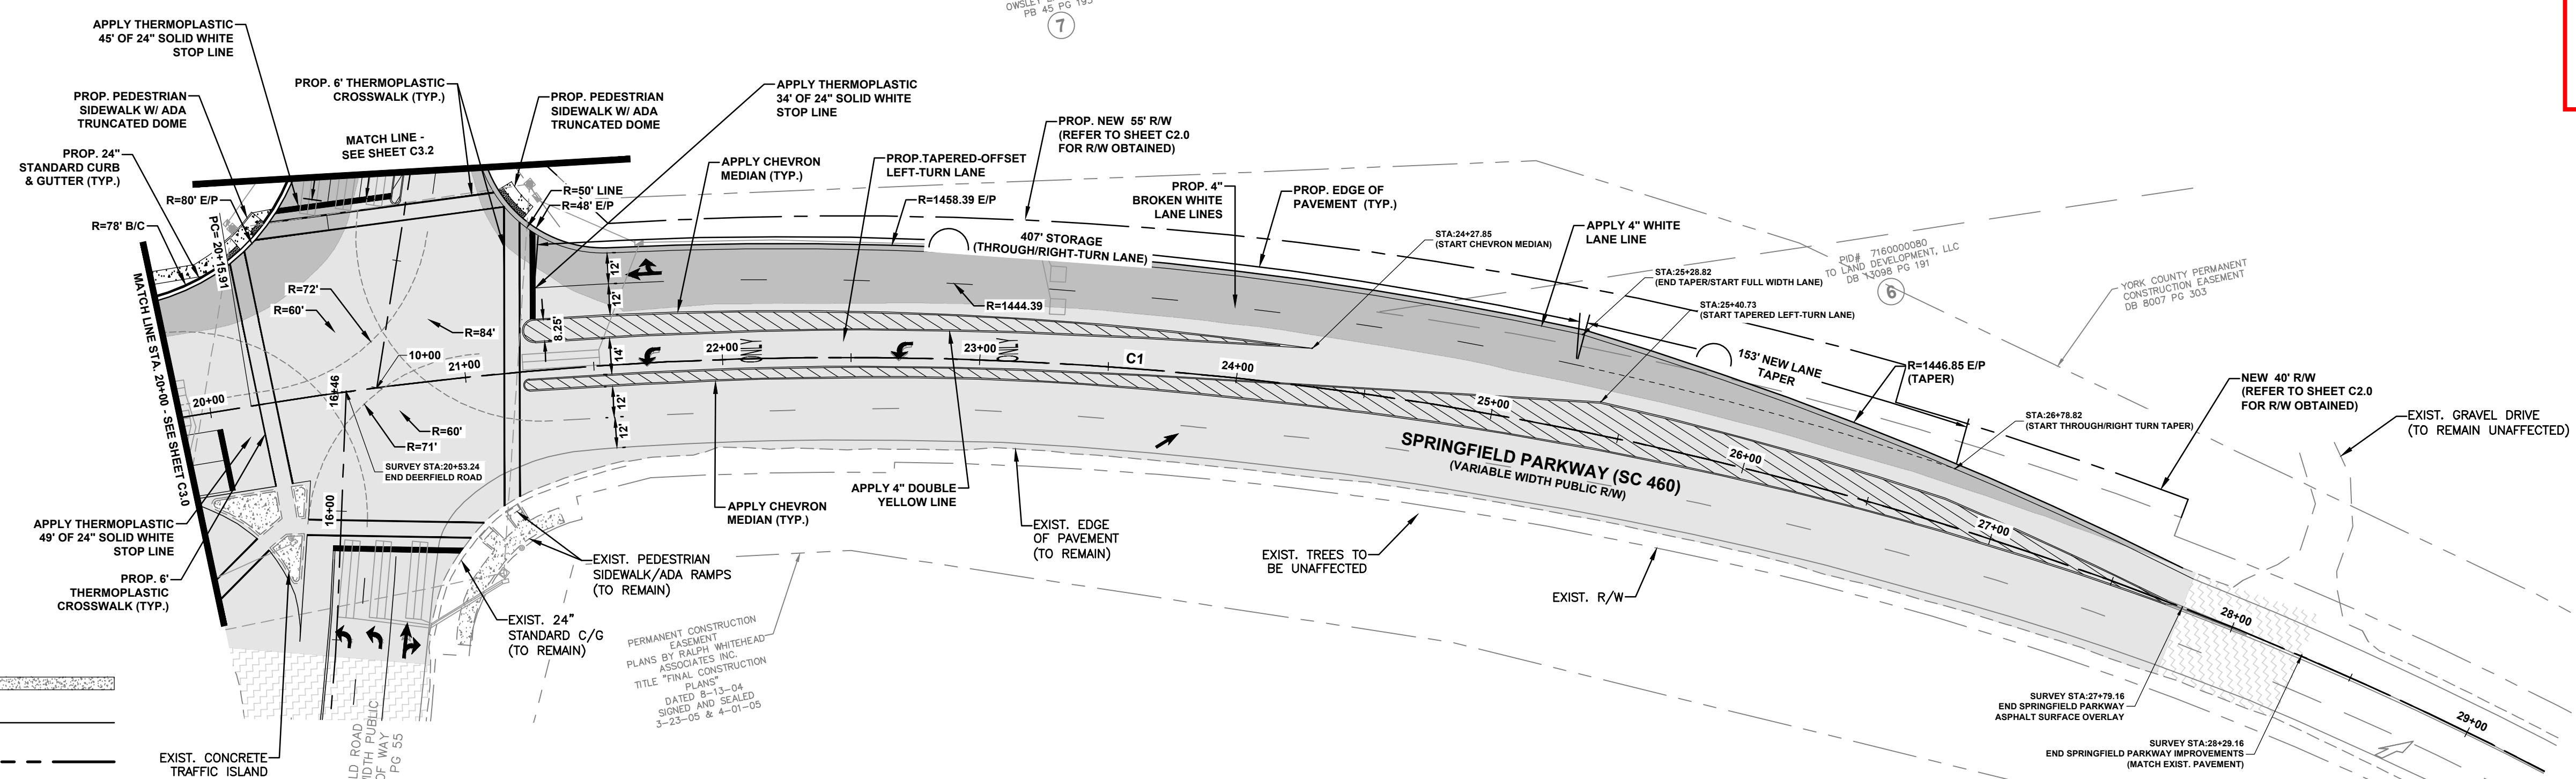 OWSLEY
PB 45 PG 195
7
APPLY THERMOPLASTIC
45' OF 24" SOLID WHITE
STOP LINE
PROP. 6' THERMOPLASTIC
CROSSWALK (TYP.)
PROP. PEDESTRIAN
SIDEWALK W/ ADA
TRUNCATED DOME
MATCH LINE -
SEE SHEET C3.2
PROP. PEDESTRIAN
SIDEWALK W/ ADA
TRUNCATED DOME
APPLY THERMOPLASTIC
34' OF 24" SOLID WHITE
STOP LINE
PROP. 24"
STANDARD CURB
& GUTTER (TYP.)
R=80' E/P
R=78' B/C
PC= 20+15.91
R=50' LINE
R=48' E/P
APPLY CHEVRON
MEDIAN (TYP.)
PROP.TAPERED-OFFSET
LEFT-TURN LANE
R=1458.39 E/P
PROP. NEW 55' R/W
(REFER TO SHEET C2.0
FOR R/W OBTAINED)
407' STORAGE
(THROUGH/RIGHT-TURN LANE)
PROP. 4"
BROKEN WHITE
LANE LINES
PROP. EDGE OF
PAVEMENT (TYP.)
STA:24+27.85
(START CHEVRON MEDIAN)
APPLY 4" WHITE
LANE LINE
STA:25+28.82
(END TAPER/START FULL WIDTH LANE)
STA:25+40.73
(START TAPERED LEFT-TURN LANE)
PID# 7160000080
TO LAND DEVELOPMENT, LLC
DB 13098 PG 191
6
YORK COUNTY PERMANENT
CONSTRUCTION EASEMENT
DB 8007 PG 303
153' NEW LANE
TAPER
R=1446.85 E/P
(TAPER)
NEW 40' R/W
(REFER TO SHEET C2.0
FOR R/W OBTAINED)
STA:26+78.82
(START THROUGH/RIGHT TURN TAPER)
EXIST. GRAVEL DRIVE
(TO REMAIN UNAFFECTED)
MATCH LINE STA. 20+00 - SEE SHEET C3.0
R=72'
R=60'
R=84'
10+00
20+00
21+00
16+46
R=60'
R=71'
SURVEY STA:20+53.24
END DEERFIELD ROAD
16+00
12'
12'
8.25'
14'
12'
12'
R=1444.39
22+00
ONLY
23+00
ONLY
C1
24+00
25+00
26+00
27+00
28+00
29+00
SPRINGFIELD PARKWAY (SC 460)
(VARIABLE WIDTH PUBLIC R/W)
APPLY THERMOPLASTIC
49' OF 24" SOLID WHITE
STOP LINE
PROP. 6'
THERMOPLASTIC
CROSSWALK (TYP.)
APPLY CHEVRON
MEDIAN (TYP.)
APPLY 4" DOUBLE
YELLOW LINE
EXIST. EDGE
OF PAVEMENT
(TO REMAIN)
EXIST. PEDESTRIAN
SIDEWALK/ADA RAMPS
(TO REMAIN)
EXIST. TREES TO
BE UNAFFECTED
EXIST. R/W
EXIST. 24"
STANDARD C/G
(TO REMAIN)
PERMANENT CONSTRUCTION
EASEMENT
PLANS BY RALPH WHITEHEAD
ASSOCIATES INC.
TITLE "FINAL CONSTRUCTION
PLANS"
DATED 8-13-04
SIGNED AND SEALED
3-23-05 & 4-01-05
EXIST. CONCRETE
TRAFFIC ISLAND
LD ROAD
IDTH PUBLIC
OF WAY
PG 55
SURVEY STA:27+79.16
END SPRINGFIELD PARKWAY
ASPHALT SURFACE OVERLAY
SURVEY STA:28+29.16
END SPRINGFIELD PARKWAY IMPROVEMENTS
(MATCH EXIST. PAVEMENT)